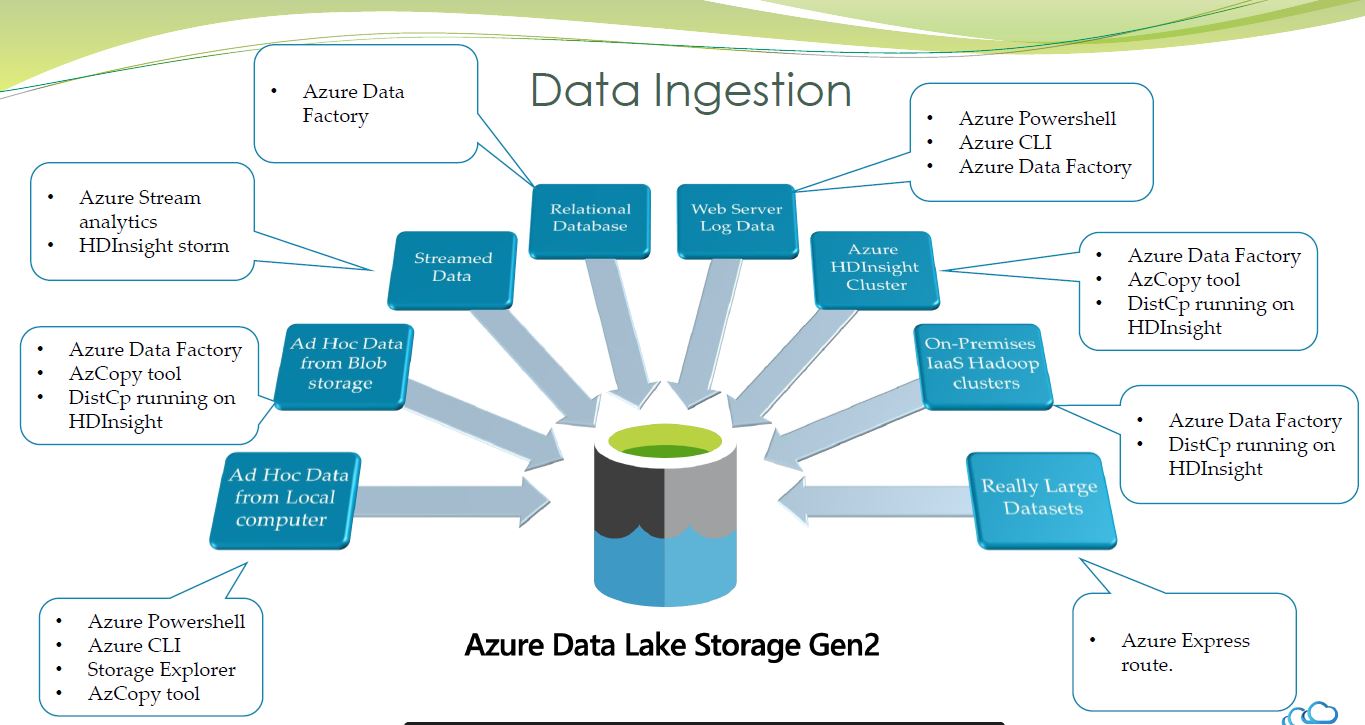 Data Ingestion
• Azure Data
Factory
• Azure Powershell
• Azure CLI
• Azure Data Factory
• Azure Stream
analytics
• HDInsight storm
Relational
Database
Web Server
Log Data
Streamed
Data
Azure
HDInsight
Cluster
• Azure Data Factory
• AzCopy tool
• DistCp running on
HDInsight
• Azure Data Factory
• AzCopy tool
• DistCp running on
HDInsight
Ad Hoc Data
from Blob
storage
On-Premises
IaaS Hadoop
clusters
• Azure Data Factory
• DistCp running on
HDInsight
Ad Hoc Data
from Local
computer
Really Large
Datasets
• Azure Powershell
• Azure CLI
• Storage Explorer
• AzCopy tool
Azure Data Lake Storage Gen2
• Azure Express
route.